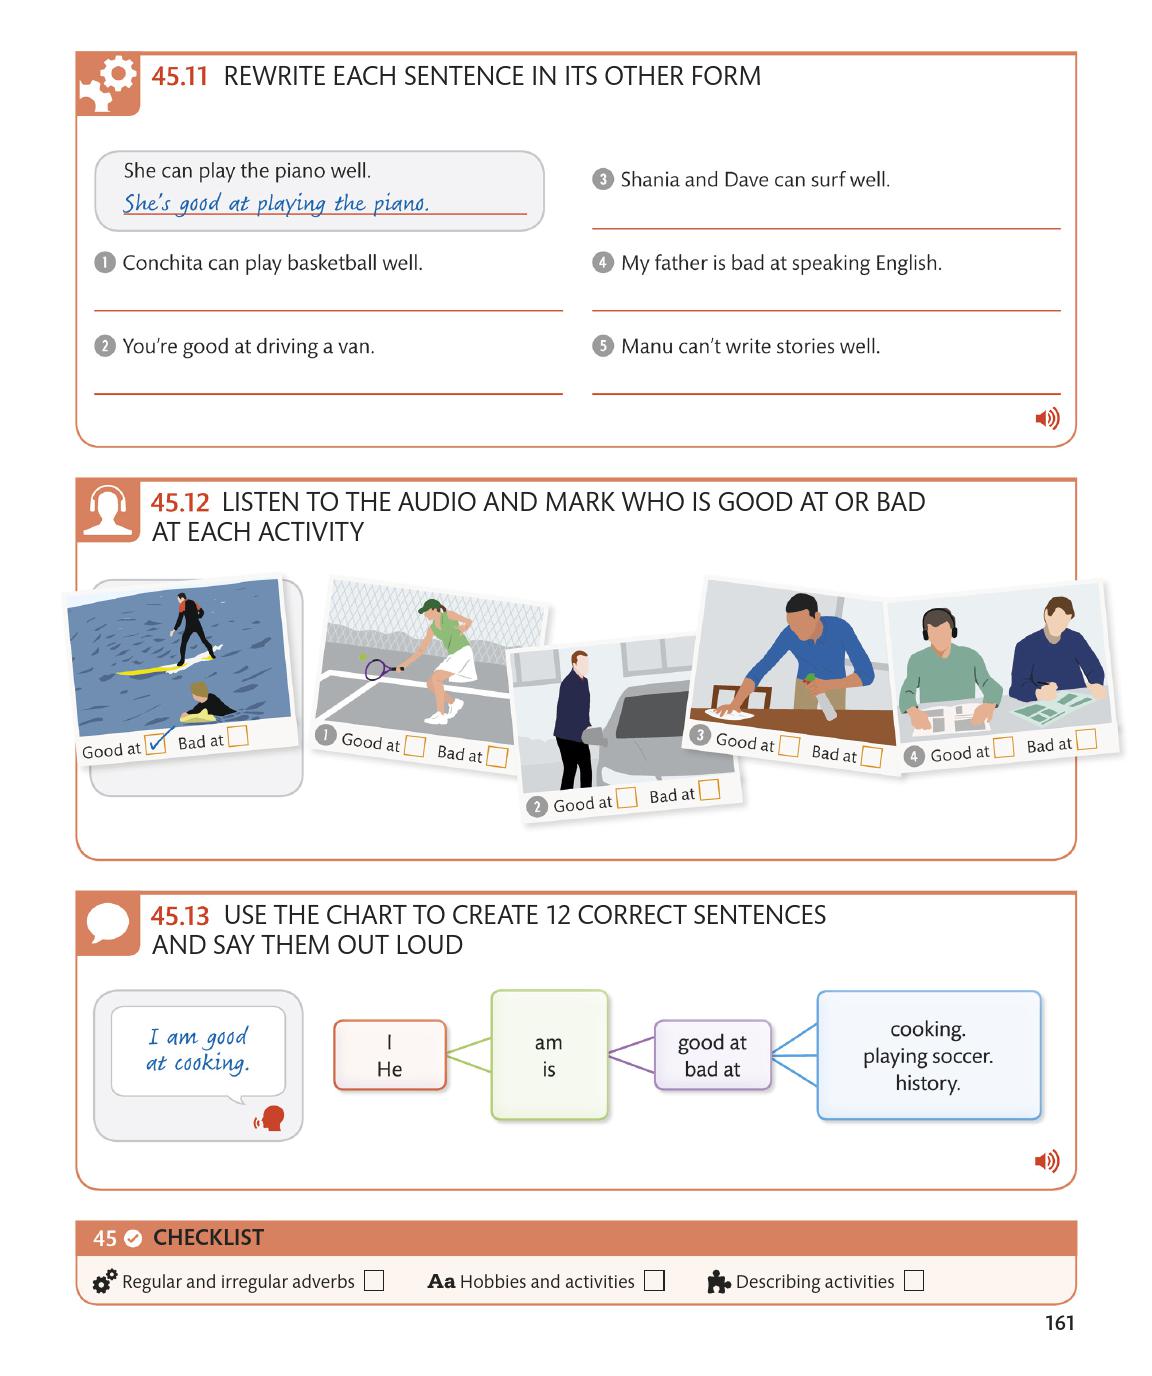 45.11 REWRITE EACH SENTENCE IN ITS OTHER FORM
She can play the piano well.
She's good at playing the piano.
1 Conchita can play basketball well.
2 You're good at driving a van.
3 Shania and Dave can surf well.
4 My father is bad at speaking English.
5 Manu can't write stories well.
45.12 LISTEN TO THE AUDIO AND MARK WHO IS GOOD AT OR BAD
AT EACH ACTIVITY
Good at Bad at
1 Good at Bad at
2 Good at Bad at
3 Good at Bad at
4 Good at Bad at
45.13 USE THE CHART TO CREATE 12 CORRECT SENTENCES
AND SAY THEM OUT LOUD
I am good
at cooking.
I
He
am
is
good at
bad at
cooking.
playing soccer.
history.
45 CHECKLIST
Regular and irregular adverbs
Aa Hobbies and activities
Describing activities
161